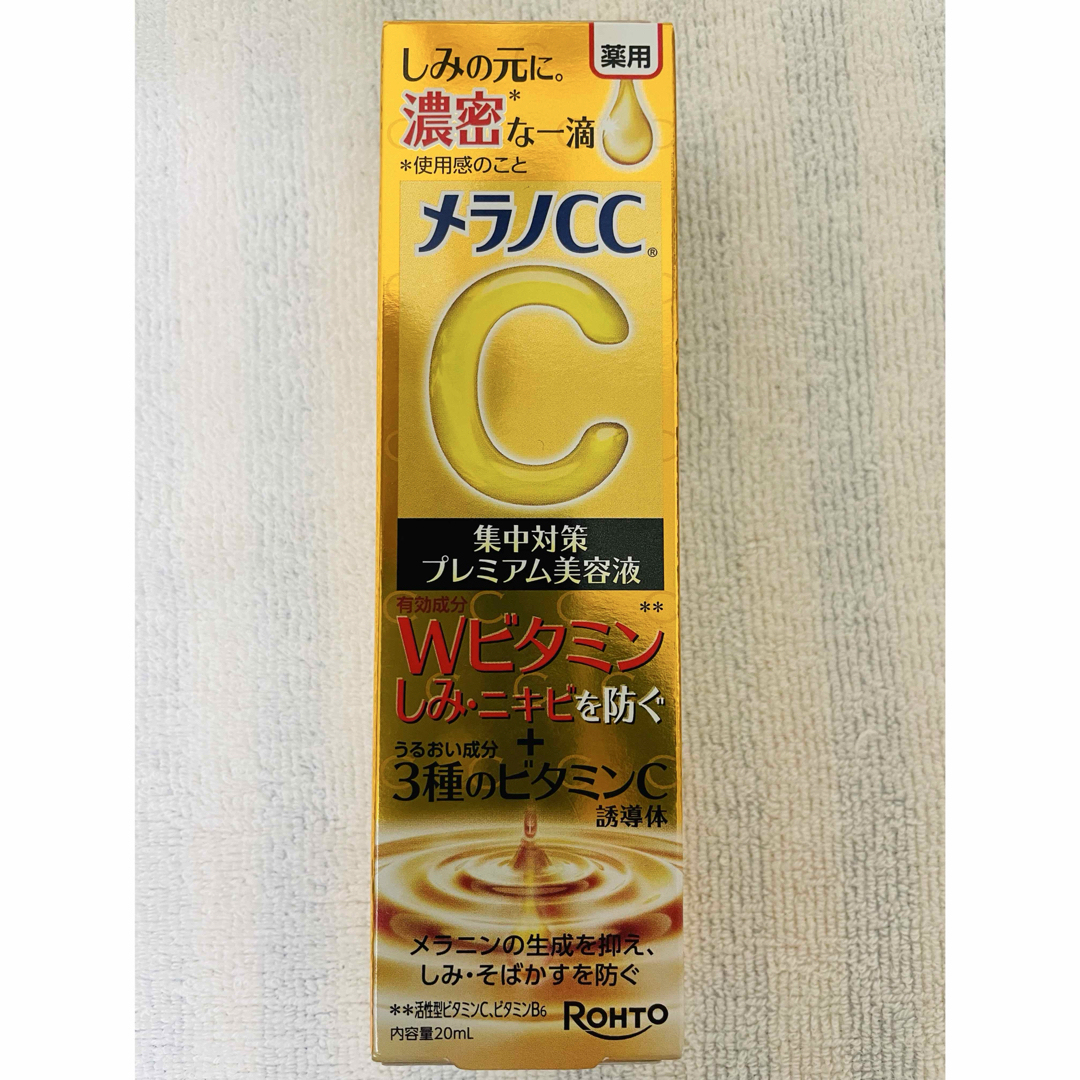 薬用
しみの元に。
濃密*な一滴
*使用感のこと
メラノCC®
C
集中対策
プレミアム美容液
有効成分
Wビタミン**
しみ・ニキビを防ぐ
+
うるおい成分
3種のビタミンC
誘導体
メラニンの生成を抑え、
しみ・そばかすを防ぐ
**活性型ビタミンC、ビタミンB6
内容量20mL
ROHTO